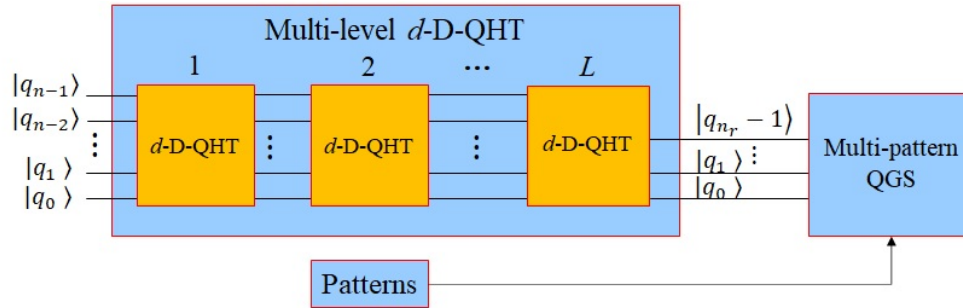 Multi-level d-D-QHT
1 2 ... L
|q_{n-1}⟩
|q_{n-2}⟩
⋮
|q_1⟩
|q_0⟩
d-D-QHT ⋮ d-D-QHT ⋮ d-D-QHT
|q_{n_r} − 1⟩
|q_1⟩ ⋮
|q_0⟩
Multi-pattern
QGS
Patterns